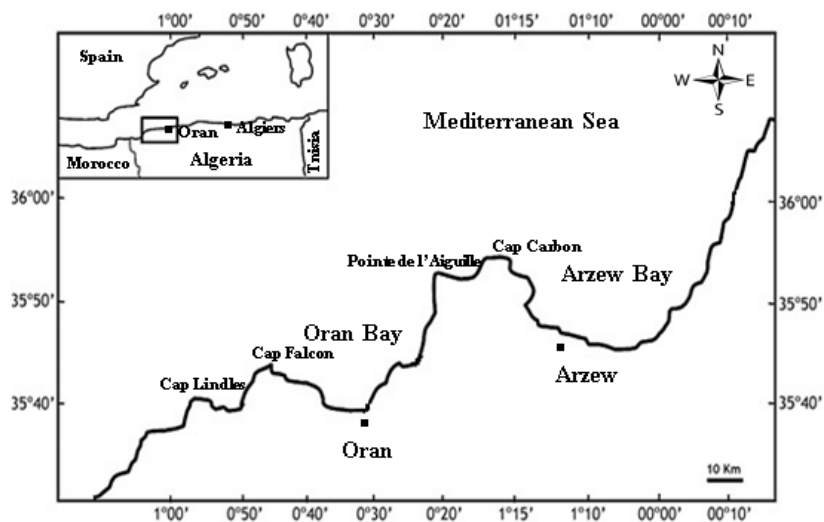 1°00' 0°50' 0°40' 0°30' 0°20' 01°15' 01°10' 00°00' 00°10'
Spain
N
W E
S
Oran
Algiers
Morocco
Algeria
Tnisia
Mediterranean Sea
36°00' 36°00'
Cap Carbon
Pointe de l'Aiguille
Arzew Bay
35°50' 35°50'
Oran Bay
Cap Falcon
Arzew
Cap Lindles
35°40' 35°40'
Oran
10 Km
1°00' 0°50' 0°40' 0°30' 0°20' 01°15' 01°10' 00°00' 00°10'